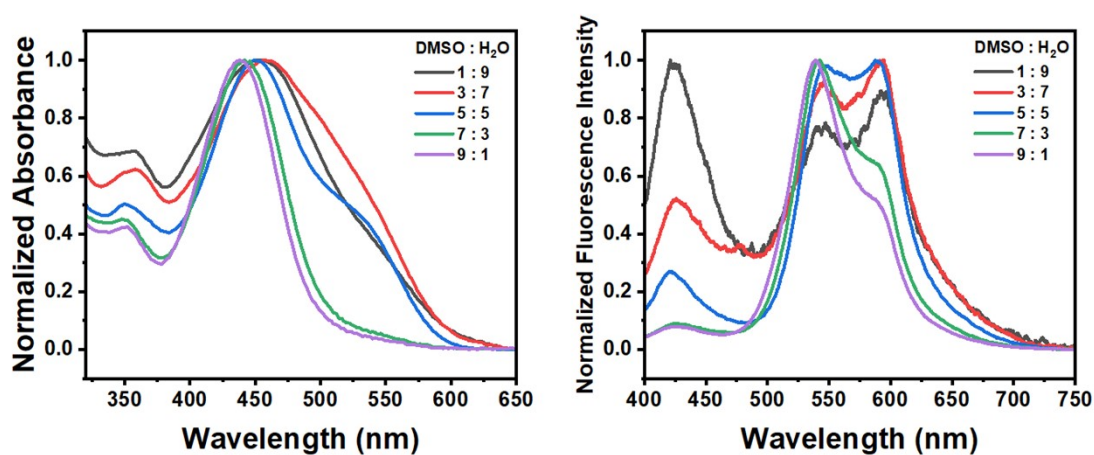 Normalized Absorbance
1.0
0.8
0.6
0.4
0.2
0.0
DMSO : H₂O
1 : 9
3 : 7
5 : 5
7 : 3
9 : 1
350 400 450 500 550 600 650
Wavelength (nm)
Normalized Fluorescence Intensity
1.0
0.8
0.6
0.4
0.2
0.0
DMSO : H₂O
1 : 9
3 : 7
5 : 5
7 : 3
9 : 1
400 450 500 550 600 650 700 750
Wavelength (nm)